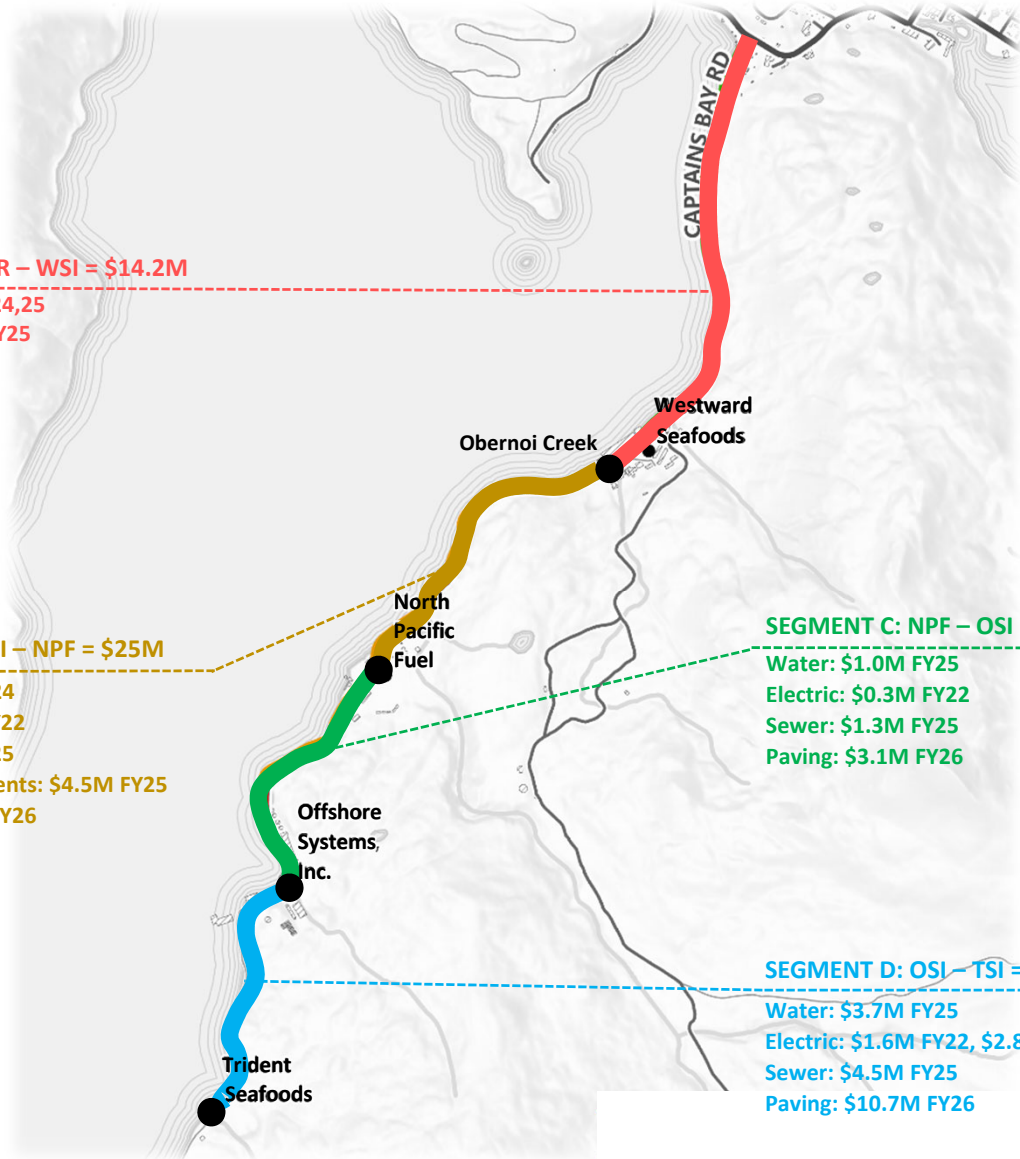 CAPTAINS BAY RD
R – WSI = $14.2M
24,25
Y25
Westward
Seafoods
Obernoi Creek
North
Pacific
Fuel
I – NPF = $25M
24
22
25
ents: $4.5M FY25
Y26
SEGMENT C: NPF – OSI
Water: $1.0M FY25
Electric: $0.3M FY22
Sewer: $1.3M FY25
Paving: $3.1M FY26
Offshore
Systems,
Inc.
SEGMENT D: OSI – TSI =
Water: $3.7M FY25
Electric: $1.6M FY22, $2.8
Sewer: $4.5M FY25
Paving: $10.7M FY26
Trident
Seafoods